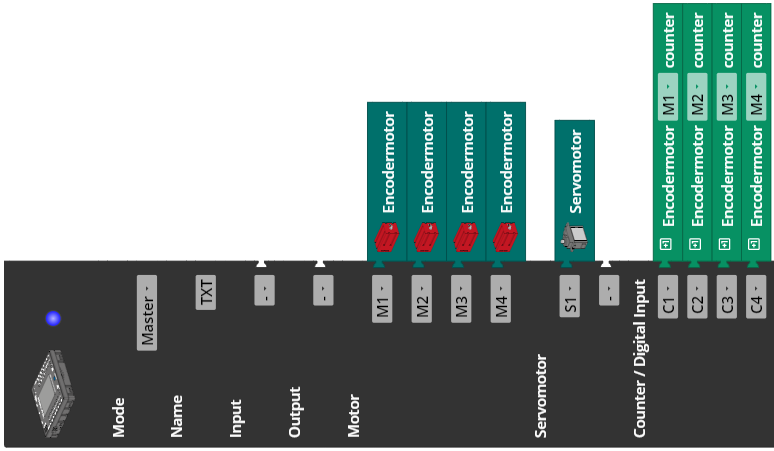 Mode Master -
Name TXT
Input - -
Output - -
Motor M1 - Encodermotor
M2 - Encodermotor
M3 - Encodermotor
M4 - Encodermotor
Servomotor S1 - Servomotor
- -
Counter / Digital Input C1 - Encodermotor M1 - counter
C2 - Encodermotor M2 - counter
C3 - Encodermotor M3 - counter
C4 - Encodermotor M4 - counter